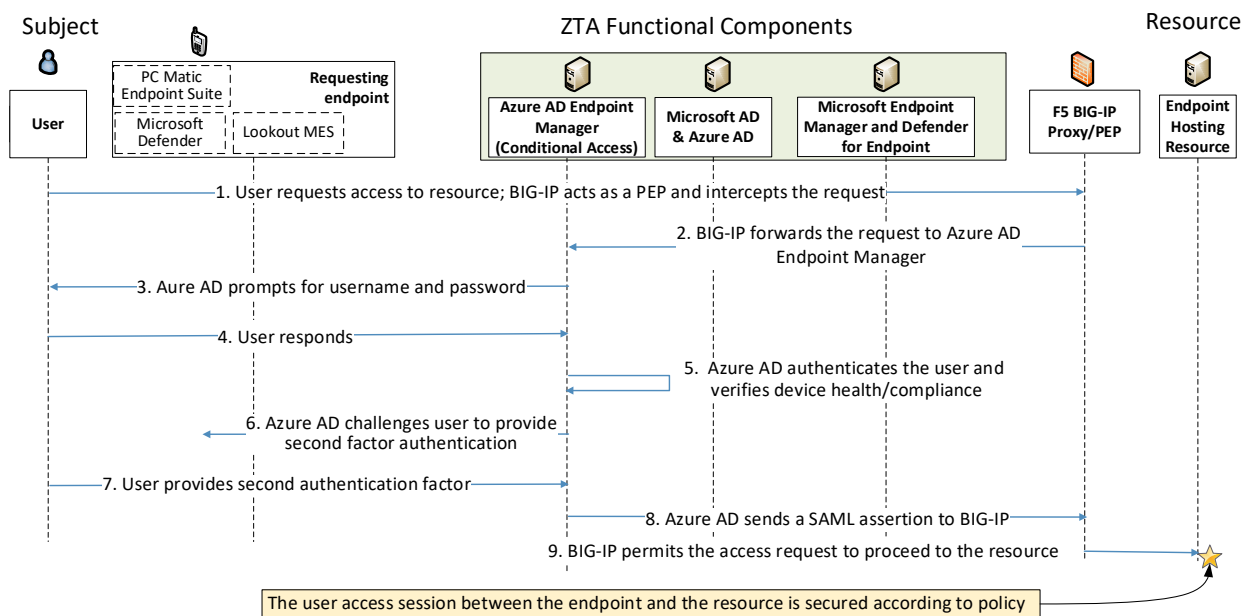 Subject
ZTA Functional Components
Resource
User
PC Matic
Endpoint Suite
Requesting
endpoint
Microsoft
Defender
Lookout MES
Azure AD Endpoint
Manager
(Conditional Access)
Microsoft AD
& Azure AD
Microsoft Endpoint
Manager and Defender
for Endpoint
F5 BIG-IP
Proxy/PEP
Endpoint
Hosting
Resource
1. User requests access to resource; BIG-IP acts as a PEP and intercepts the request
2. BIG-IP forwards the request to Azure AD
Endpoint Manager
3. Aure AD prompts for username and password
4. User responds
5. Azure AD authenticates the user and
verifies device health/compliance
6. Azure AD challenges user to provide
second factor authentication
7. User provides second authentication factor
8. Azure AD sends a SAML assertion to BIG-IP
9. BIG-IP permits the access request to proceed to the resource
The user access session between the endpoint and the resource is secured according to policy